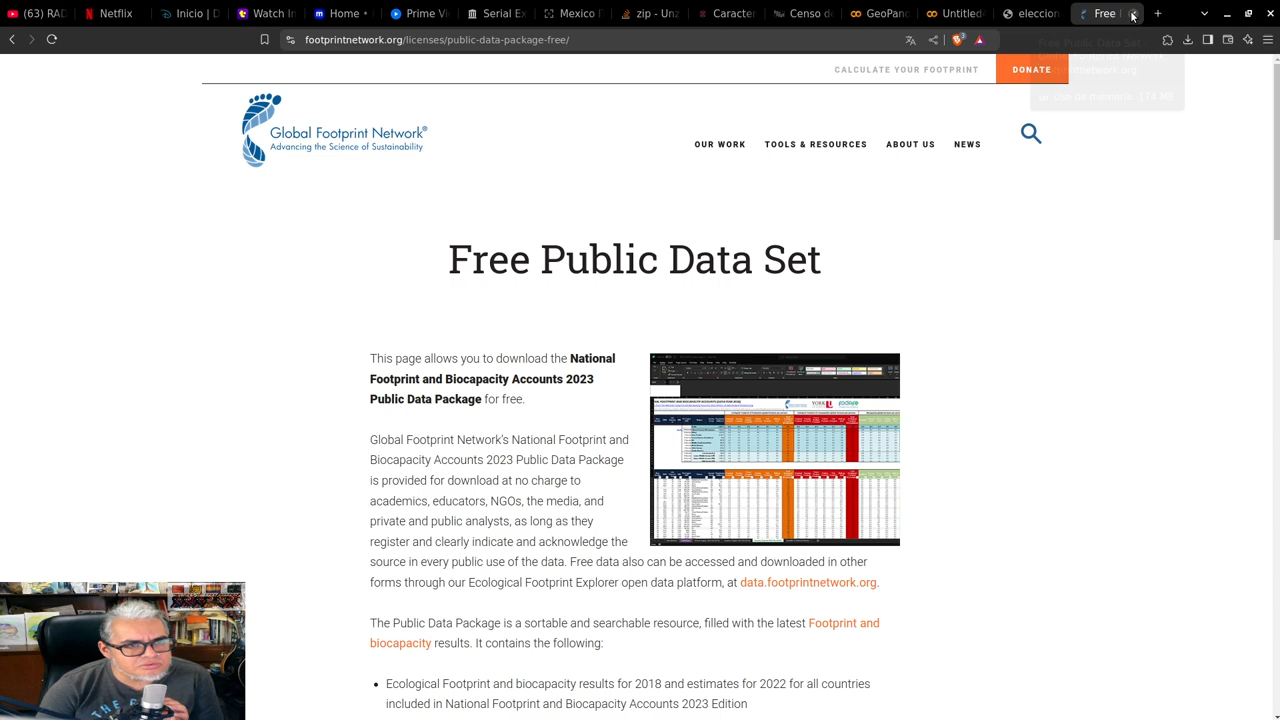 (63) RAD
Netflix
Inicio | D
Watch Lu
Home •
Prime Vi
Serial Ex
Mexico I
zip - Unz
Caracter
Censo de
GeoPand
Untitled4
eleccion
Free
footprintnetwork.org/licenses/public-data-package-free/
CALCULATE YOUR FOOTPRINT
DONATE
Global Footprint Network®
Advancing the Science of Sustainability
OUR WORK
TOOLS & RESOURCES
ABOUT US
NEWS
Free Public Data Set
This page allows you to download the National
Footprint and Biocapacity Accounts 2023
Public Data Package for free.
Global Footprint Network's National Footprint and
Biocapacity Accounts 2023 Public Data Package
is provided for download at no charge to
academics, educators, NGOs, the media, and
private and public analysts, as long as they
register and clearly indicate and acknowledge the
source in every public use of the data. Free data also can be accessed and downloaded in other
forms through our Ecological Footprint Explorer open data platform, at data.footprintnetwork.org.
The Public Data Package is a sortable and searchable resource, filled with the latest Footprint and
biocapacity results. It contains the following:
• Ecological Footprint and biocapacity results for 2018 and estimates for 2022 for all countries
included in National Footprint and Biocapacity Accounts 2023 Edition